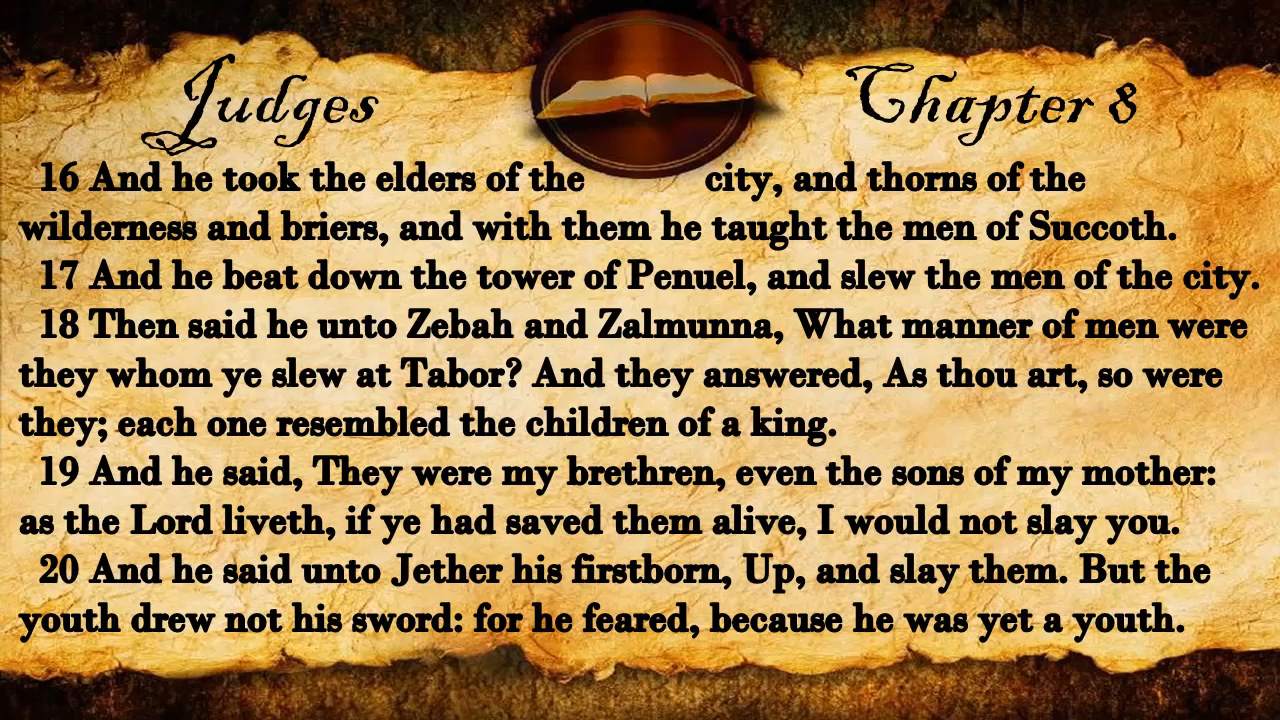 Judges Chapter 8
16 And he took the elders of the city, and thorns of the
wilderness and briers, and with them he taught the men of Succoth.
17 And he beat down the tower of Penuel, and slew the men of the city.
18 Then said he unto Zebah and Zalmunna, What manner of men were
they whom ye slew at Tabor? And they answered, As thou art, so were
they; each one resembled the children of a king.
19 And he said, They were my brethren, even the sons of my mother:
as the Lord liveth, if ye had saved them alive, I would not slay you.
20 And he said unto Jether his firstborn, Up, and slay them. But the
youth drew not his sword: for he feared, because he was yet a youth.